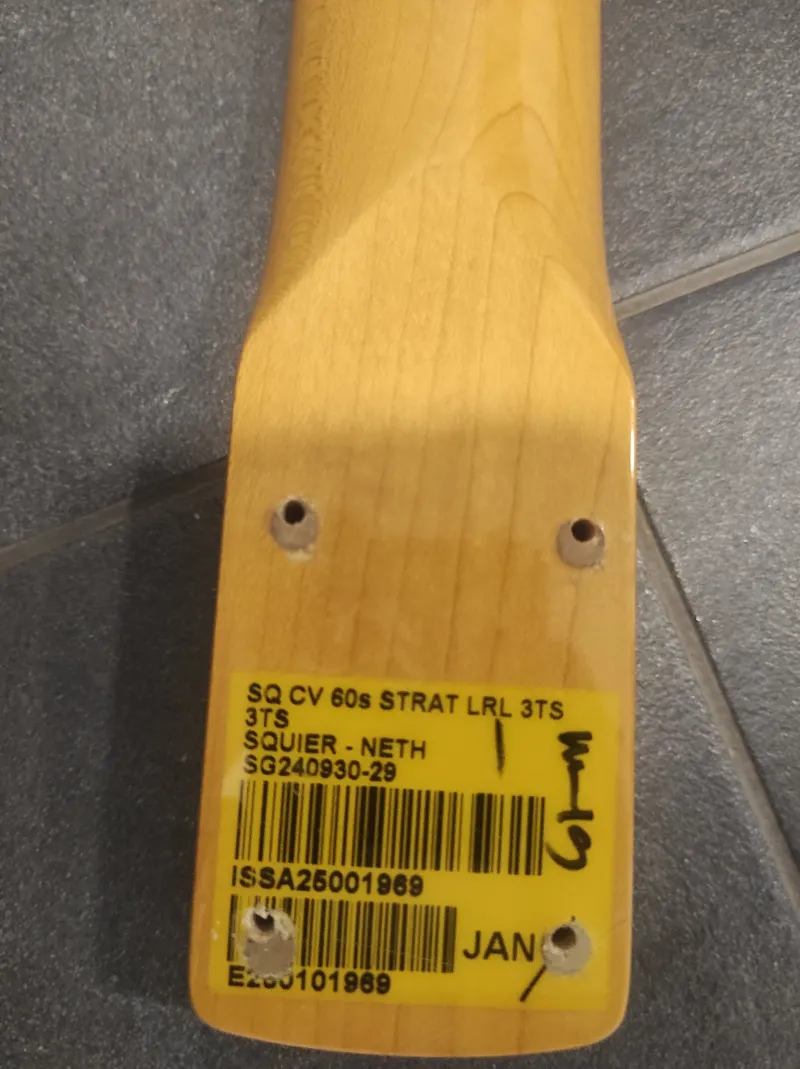 SQ CV 60s STRAT LRL 3TS
3TS
SQUIER - NETH
SG240930-29
ISSA25001969
JAN